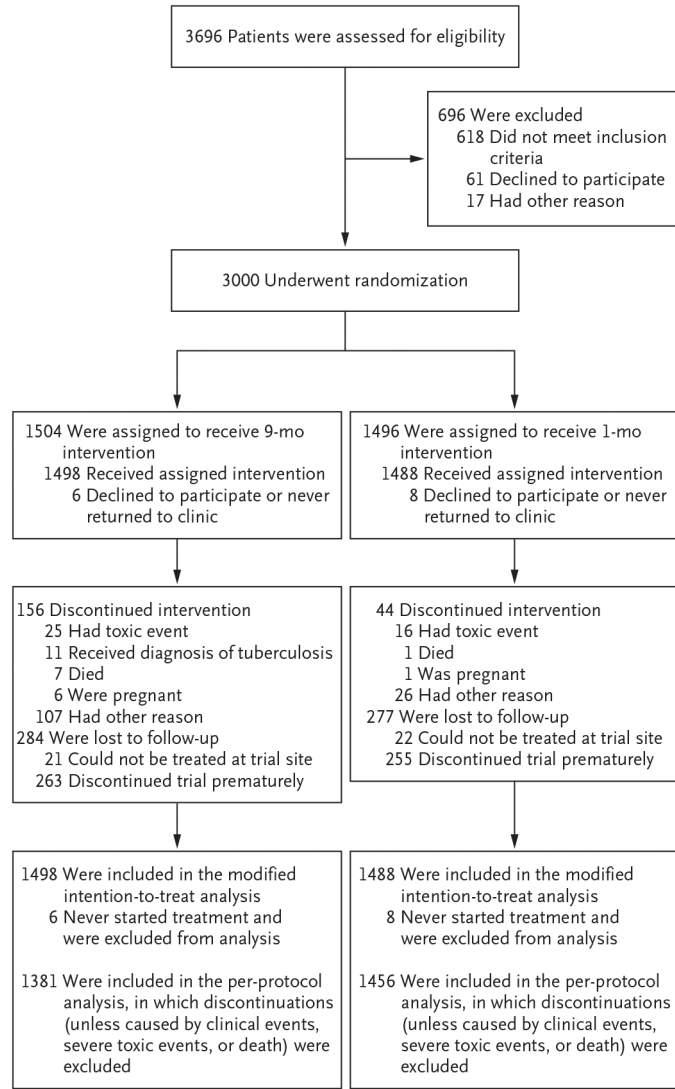 3696 Patients were assessed for eligibility
696 Were excluded
618 Did not meet inclusion
criteria
61 Declined to participate
17 Had other reason
3000 Underwent randomization
1504 Were assigned to receive 9-mo
intervention
1498 Received assigned intervention
6 Declined to participate or never
returned to clinic
1496 Were assigned to receive 1-mo
intervention
1488 Received assigned intervention
8 Declined to participate or never
returned to clinic
156 Discontinued intervention
25 Had toxic event
11 Received diagnosis of tuberculosis
7 Died
6 Were pregnant
107 Had other reason
284 Were lost to follow-up
21 Could not be treated at trial site
263 Discontinued trial prematurely
44 Discontinued intervention
16 Had toxic event
1 Died
1 Was pregnant
26 Had other reason
277 Were lost to follow-up
22 Could not be treated at trial site
255 Discontinued trial prematurely
1498 Were included in the modified
intention-to-treat analysis
6 Never started treatment and
were excluded from analysis
1381 Were included in the per-protocol
analysis, in which discontinuations
(unless caused by clinical events,
severe toxic events, or death) were
excluded
1488 Were included in the modified
intention-to-treat analysis
8 Never started treatment and
were excluded from analysis
1456 Were included in the per-protocol
analysis, in which discontinuations
(unless caused by clinical events,
severe toxic events, or death) were
excluded